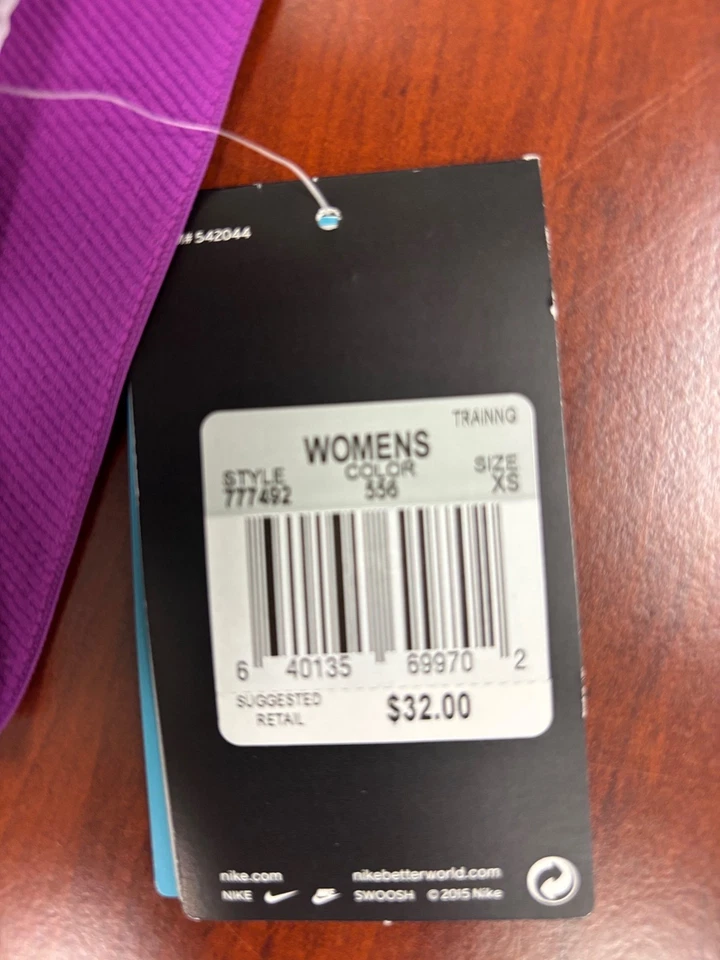 # 542044
TRAINNG
WOMENS
STYLE COLOR SIZE
777492 556 XS
6 40135 69970 2
SUGGESTED
RETAIL $32.00
nike.com nikebetterworld.com
NIKE SWOOSH © 2015 Nike